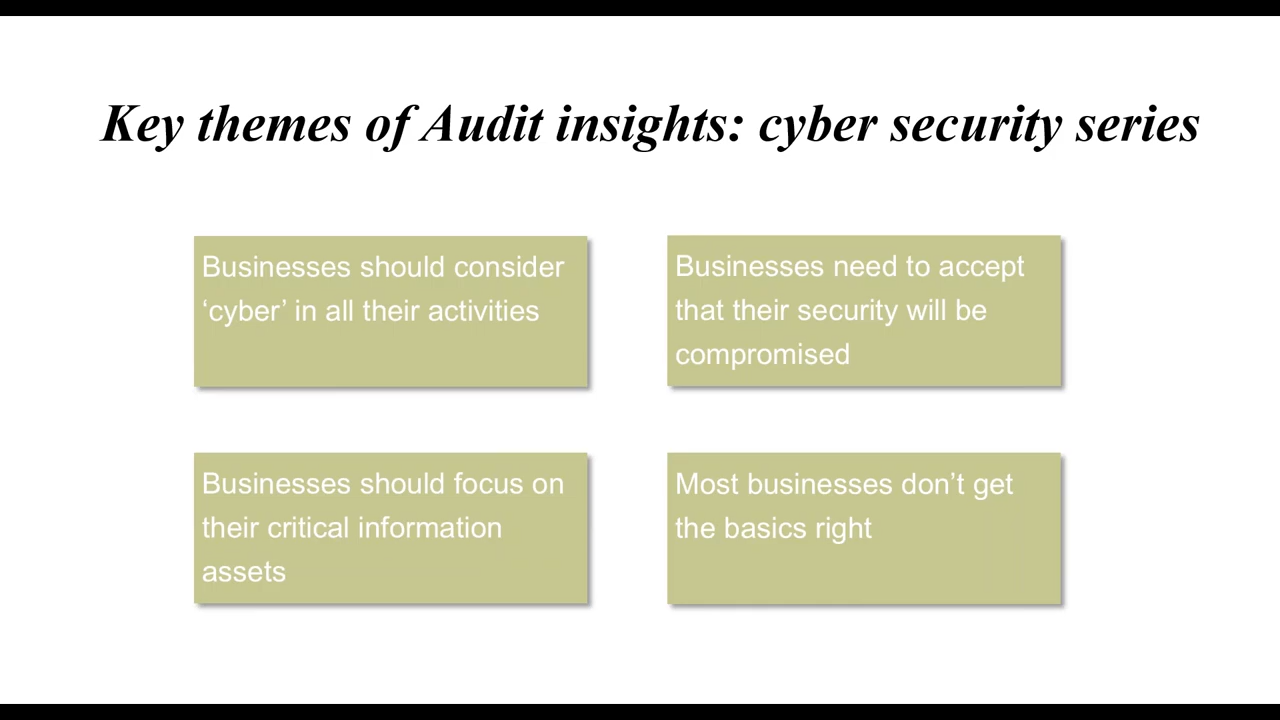 Key themes of Audit insights: cyber security series
Businesses should consider
‘cyber’ in all their activities
Businesses need to accept
that their security will be
compromised
Businesses should focus on
their critical information
assets
Most businesses don’t get
the basics right